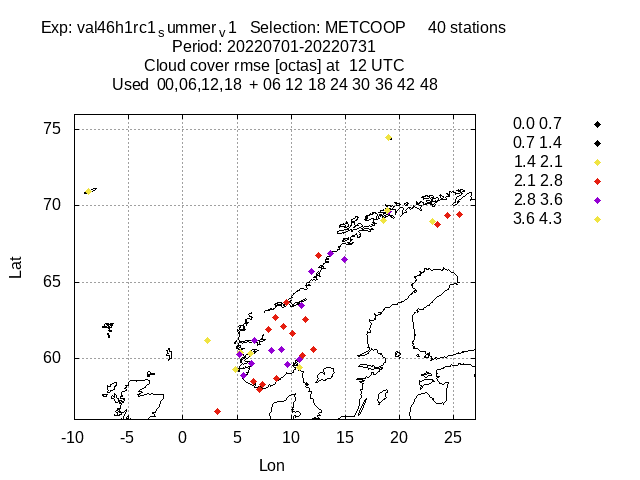 Exp: val46h1rc1ₛummerᵥ1 Selection: METCOOP 40 stations
Period: 20220701-20220731
Cloud cover rmse [octas] at 12 UTC
Used 00,06,12,18 + 06 12 18 24 30 36 42 48
0.0 0.7
0.7 1.4
1.4 2.1
2.1 2.8
2.8 3.6
3.6 4.3
75
70
65
60
Lat
-10 -5 0 5 10 15 20 25
Lon